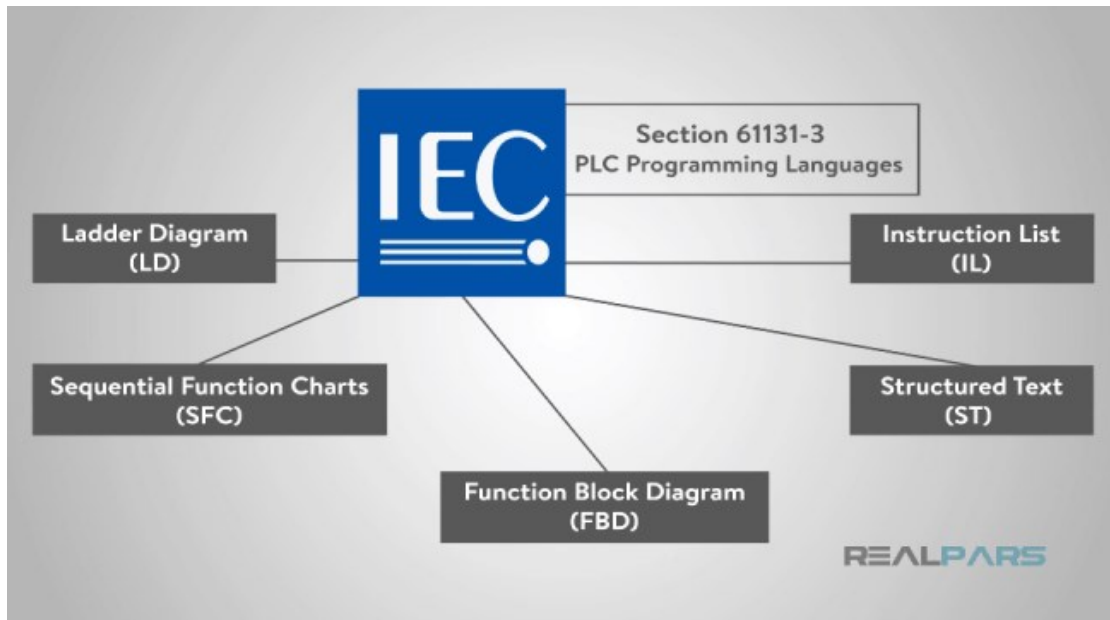 IEC
Section 61131-3
PLC Programming Languages
Ladder Diagram
(LD)
Instruction List
(IL)
Sequential Function Charts
(SFC)
Structured Text
(ST)
Function Block Diagram
(FBD)
REALPARS